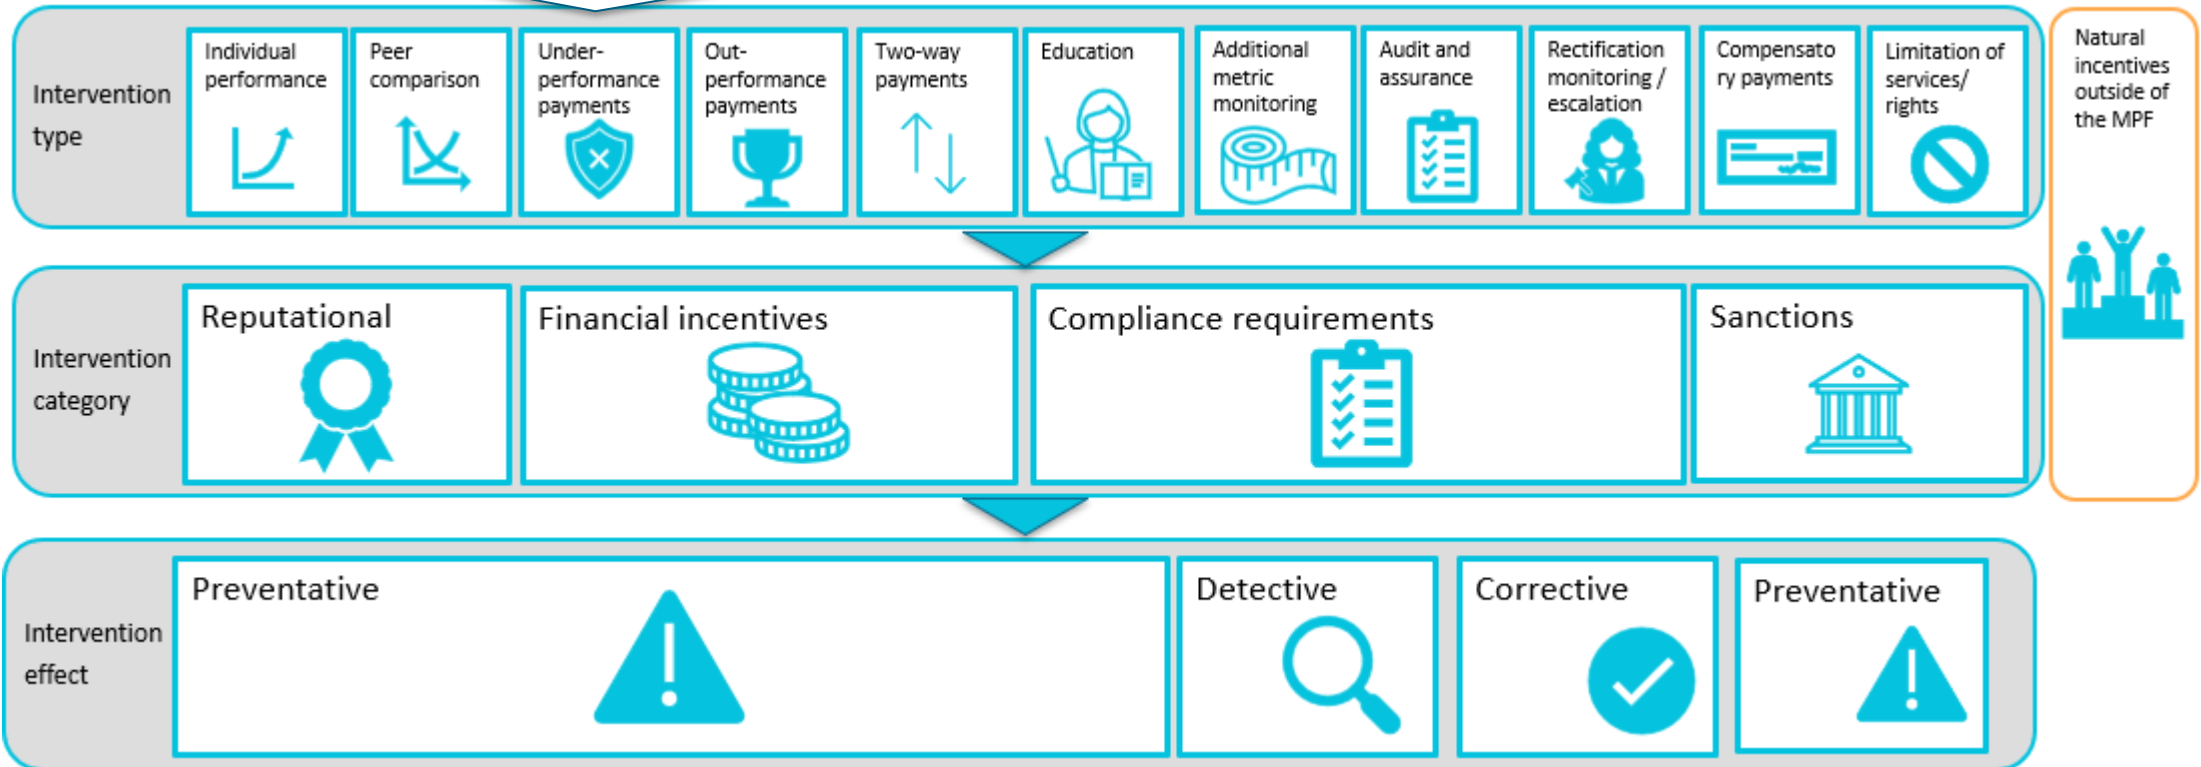 Intervention
type
Individual
performance
Peer
comparison
Under-
performance
payments
Out-
performance
payments
Two-way
payments
Education
Additional
metric
monitoring
Audit and
assurance
Rectification
monitoring /
escalation
Compensato
ry payments
Limitation of
services/
rights
Natural
incentives
outside of
the MPF
Intervention
category
Reputational
Financial incentives
Compliance requirements
Sanctions
Intervention
effect
Preventative
Detective
Corrective
Preventative